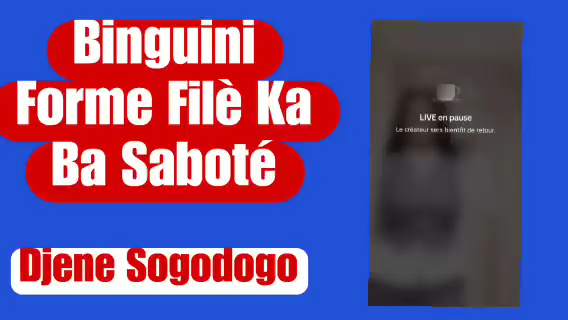 Binguini
Forme Filè Ka
Ba Saboté
Djene Sogodogo
LIVE en pause
Le créateur sera bientôt de retour.